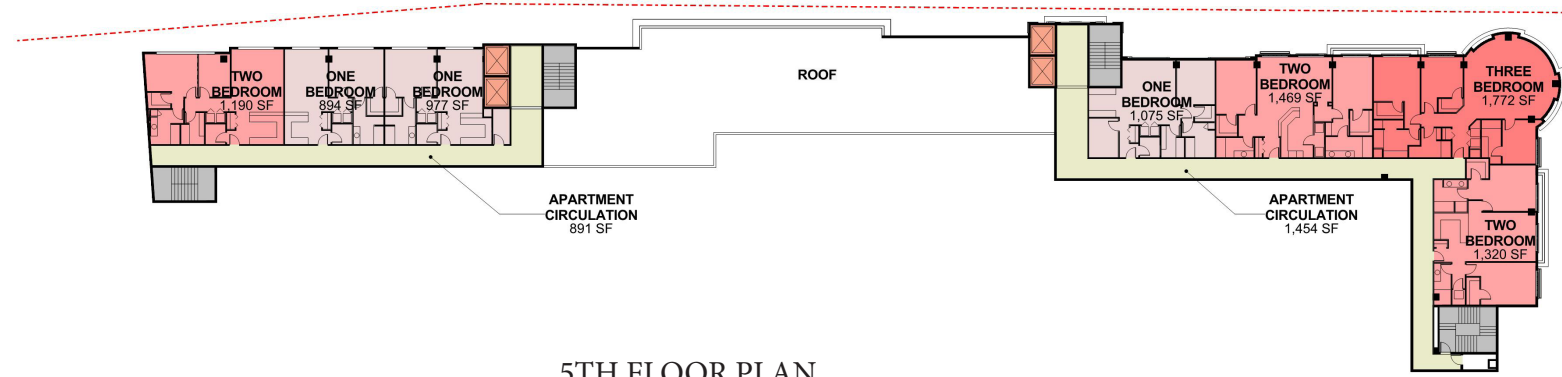 TWO
BEDROOM
1,190 SF
ONE
BEDROOM
894 SF
ONE
BEDROOM
977 SF
ROOF
ONE
BEDROOM
1,075 SF
TWO
BEDROOM
1,469 SF
THREE
BEDROOM
1,772 SF
APARTMENT
CIRCULATION
891 SF
APARTMENT
CIRCULATION
1,454 SF
TWO
BEDROOM
1,320 SF
5TH FLOOR PLAN